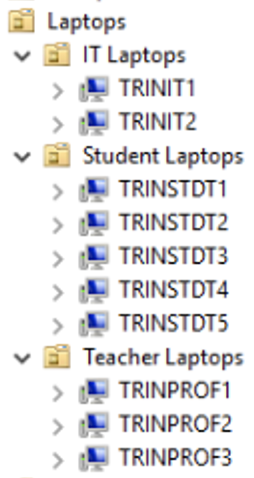 Laptops
IT Laptops
TRINIT1
TRINIT2
Student Laptops
TRINSTDT1
TRINSTDT2
TRINSTDT3
TRINSTDT4
TRINSTDT5
Teacher Laptops
TRINPROF1
TRINPROF2
TRINPROF3